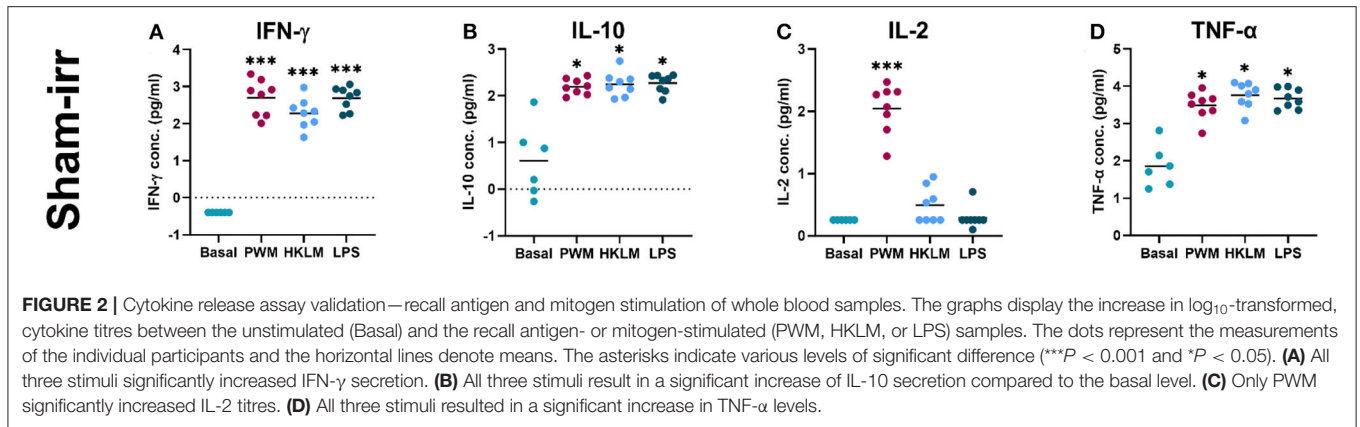 Sham-irr
A IFN-γ
IFN-γ conc. (pg/ml)
4
3
2
1
0
-1
***
***
***
Basal PWM HKLM LPS
B IL-10
IL-10 conc. (pg/ml)
3
2
1
0
-1
*
*
*
Basal PWM HKLM LPS
C IL-2
IL-2 conc. (pg/ml)
3
2
1
0
***
Basal PWM HKLM LPS
D TNF-α
TNF-α conc. (pg/ml)
5
4
3
2
1
0
*
*
*
Basal PWM HKLM LPS
FIGURE 2 | Cytokine release assay validation—recall antigen and mitogen stimulation of whole blood samples. The graphs display the increase in log₁₀-transformed,
cytokine titres between the unstimulated (Basal) and the recall antigen- or mitogen-stimulated (PWM, HKLM, or LPS) samples. The dots represent the measurements
of the individual participants and the horizontal lines denote means. The asterisks indicate various levels of significant difference (***P < 0.001 and *P < 0.05). (A) All
three stimuli significantly increased IFN-γ secretion. (B) All three stimuli result in a significant increase of IL-10 secretion compared to the basal level. (C) Only PWM
significantly increased IL-2 titres. (D) All three stimuli resulted in a significant increase in TNF-α levels.